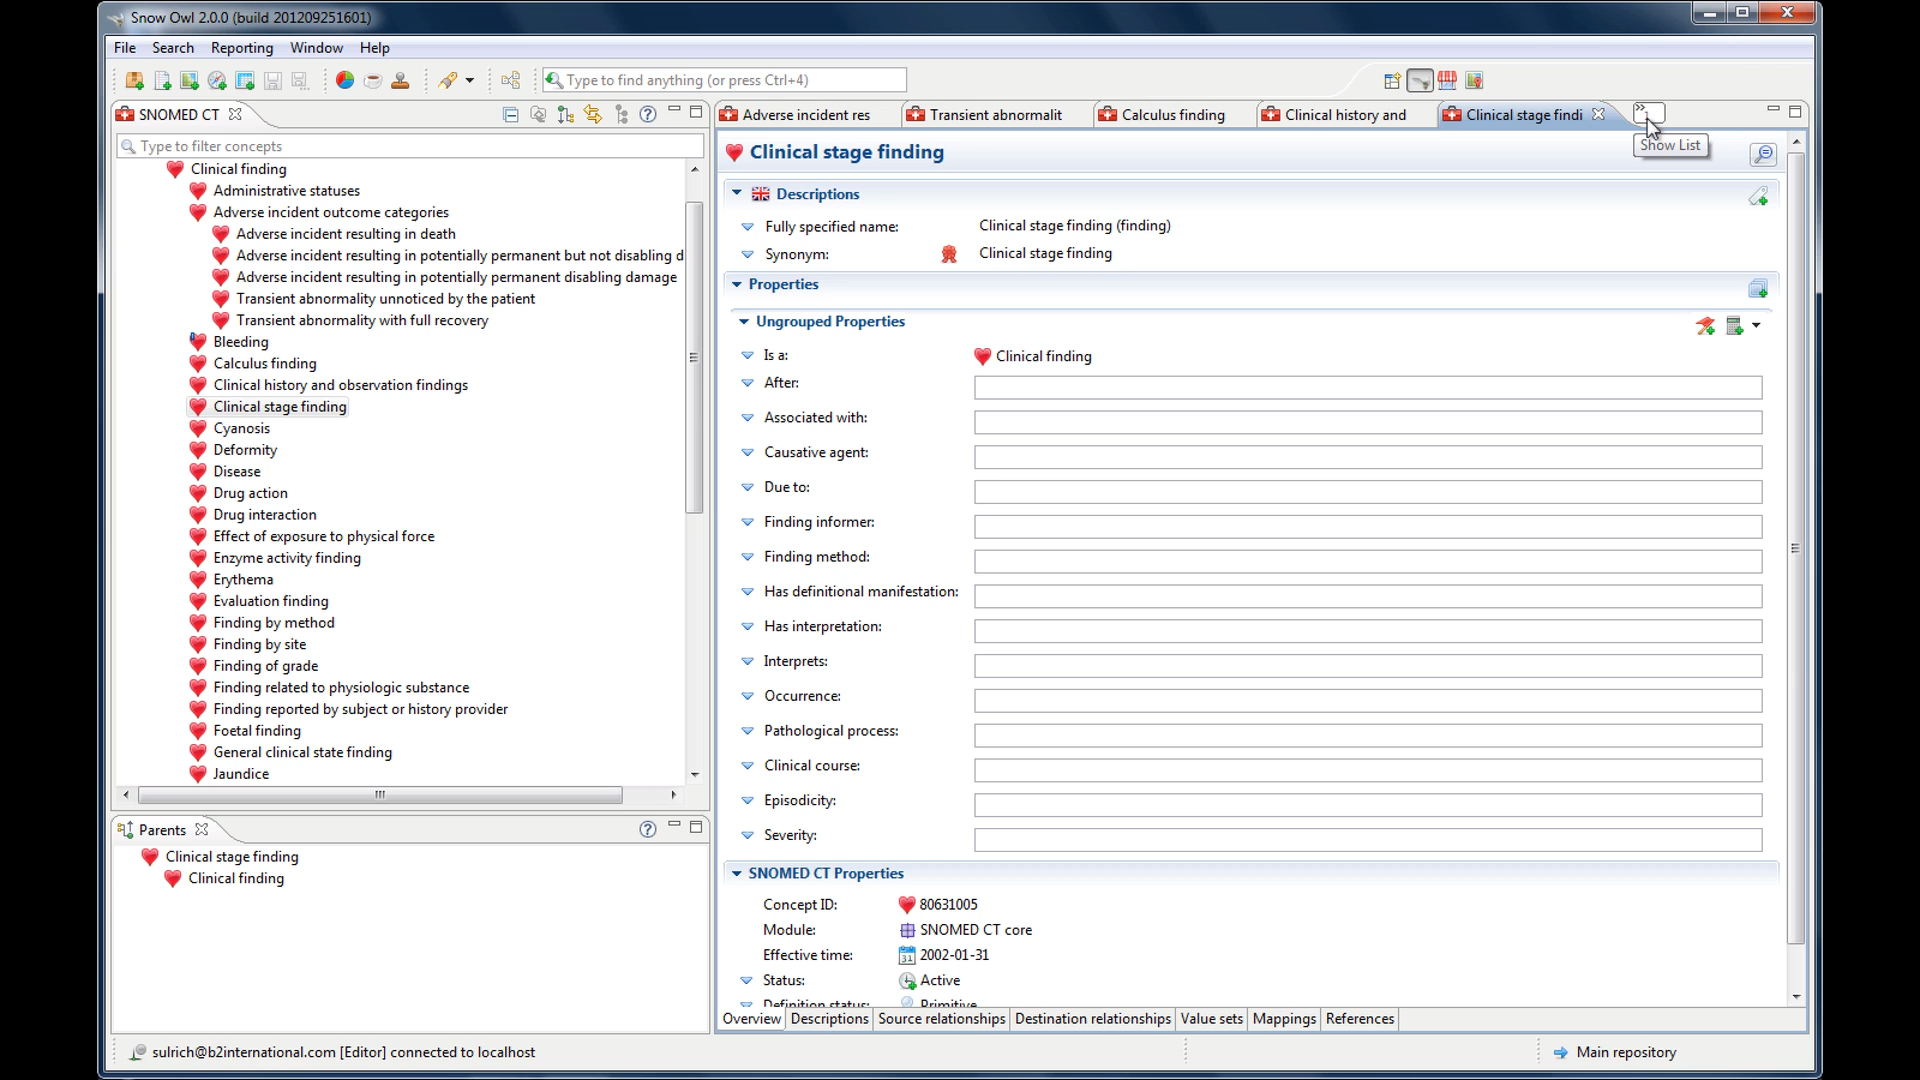 Snow Owl 2.0.0 (build 201209251601)
File Search Reporting Window Help
Type to find anything (or press Ctrl+4)
SNOMED CT
Type to filter concepts
Clinical finding
Administrative statuses
Adverse incident outcome categories
Adverse incident resulting in death
Adverse incident resulting in potentially permanent but not disabling d
Adverse incident resulting in potentially permanent disabling damage
Transient abnormality unnoticed by the patient
Transient abnormality with full recovery
Bleeding
Calculus finding
Clinical history and observation findings
Clinical stage finding
Cyanosis
Deformity
Disease
Drug action
Drug interaction
Effect of exposure to physical force
Enzyme activity finding
Erythema
Evaluation finding
Finding by method
Finding by site
Finding of grade
Finding related to physiologic substance
Finding reported by subject or history provider
Foetal finding
General clinical state finding
Jaundice
Parents
Clinical stage finding
Clinical finding
Adverse incident res Transient abnormalit Calculus finding Clinical history and Clinical stage findi
Show List
Clinical stage finding
Descriptions
Fully specified name: Clinical stage finding (finding)
Synonym: Clinical stage finding
Properties
Ungrouped Properties
Is a: Clinical finding
After:
Associated with:
Causative agent:
Due to:
Finding informer:
Finding method:
Has definitional manifestation:
Has interpretation:
Interprets:
Occurrence:
Pathological process:
Clinical course:
Episodicity:
Severity:
SNOMED CT Properties
Concept ID: 80631005
Module: SNOMED CT core
Effective time: 31 2002-01-31
Status: Active
Definition status: Primitive
Overview Descriptions Source relationships Destination relationships Value sets Mappings References
sulrich@b2international.com [Editor] connected to localhost
Main repository